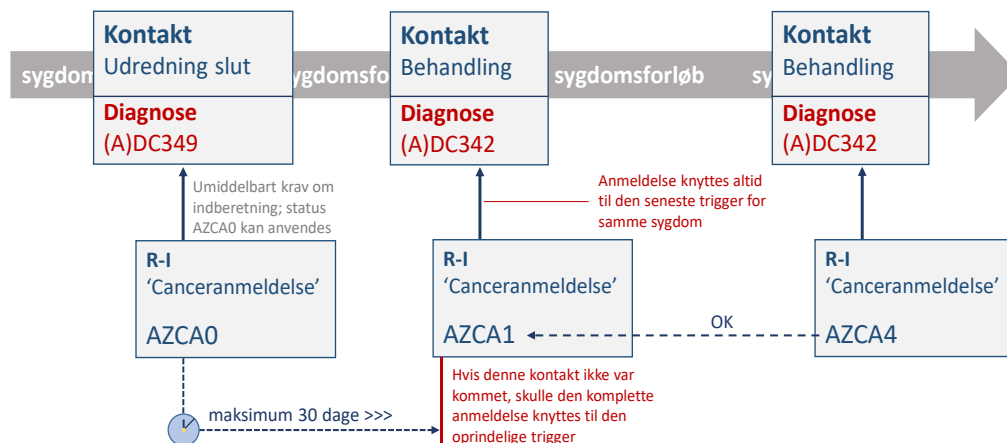 Kontakt
Udredning slut
Kontakt
Behandling
Kontakt
Behandling
sygdom
sygdomsfo
sygdomsforløb
sy
Diagnose
(A)DC349
Diagnose
(A)DC342
Diagnose
(A)DC342
Umiddelbart krav om
indberetning; status
AZCA0 kan anvendes
Anmeldelse knyttes altid
til den seneste trigger for
samme sygdom
R-I
‘Canceranmeldelse’
AZCA0
R-I
‘Canceranmeldelse’
AZCA1
OK
R-I
‘Canceranmeldelse’
AZCA4
maksimum 30 dage >>>
Hvis denne kontakt ikke var
kommet, skulle den komplette
anmeldelse knyttes til den
oprindelige trigger